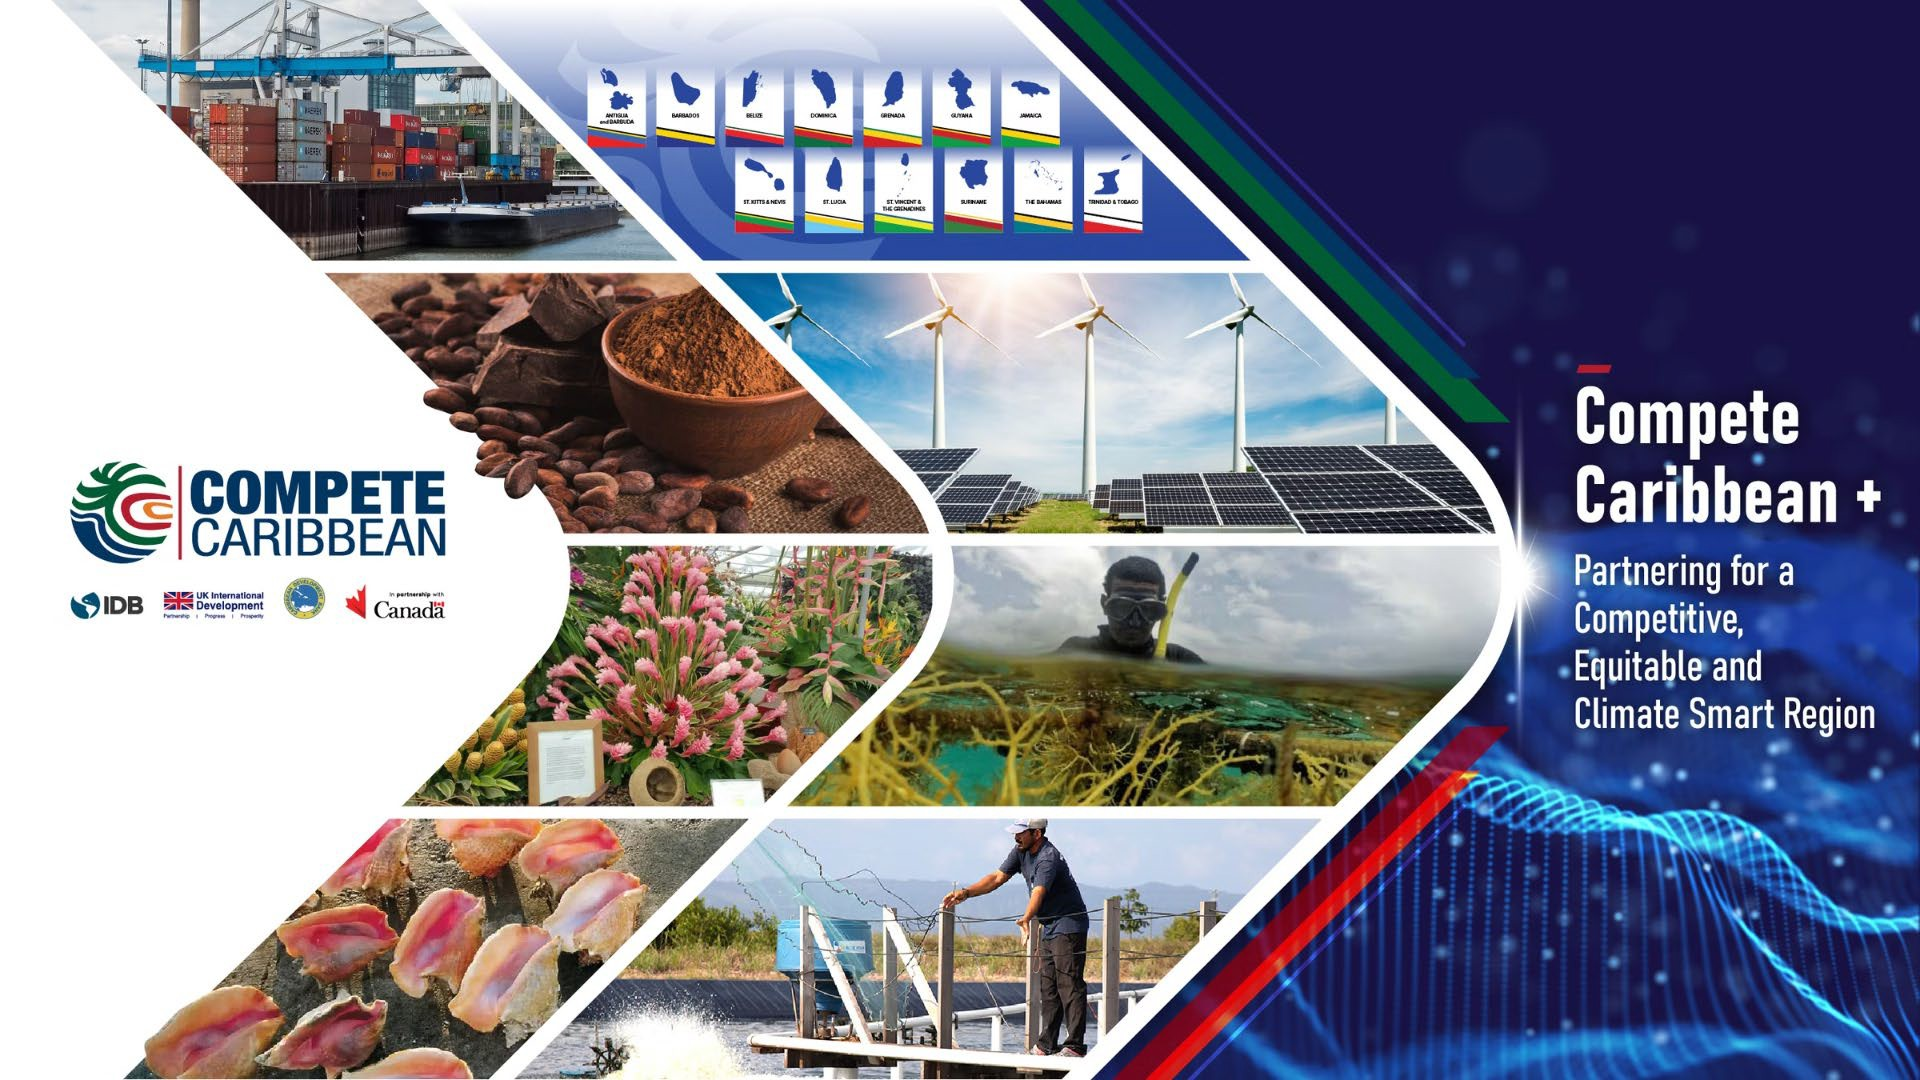 ANTIGUA
and BARBUDA
BARBADOS
BELIZE
DOMINICA
GRENADA
GUYANA
JAMAICA
ST. KITTS & NEVIS
ST. LUCIA
ST. VINCENT &
THE GRENADINES
SURINAME
THE BAHAMAS
TRINIDAD & TOBAGO
COMPETE
CARIBBEAN
IDB
UK International
Development
Partnership | Progress | Prosperity
In partnership with
Canada
Compete
Caribbean +
Partnering for a
Competitive,
Equitable and
Climate Smart Region